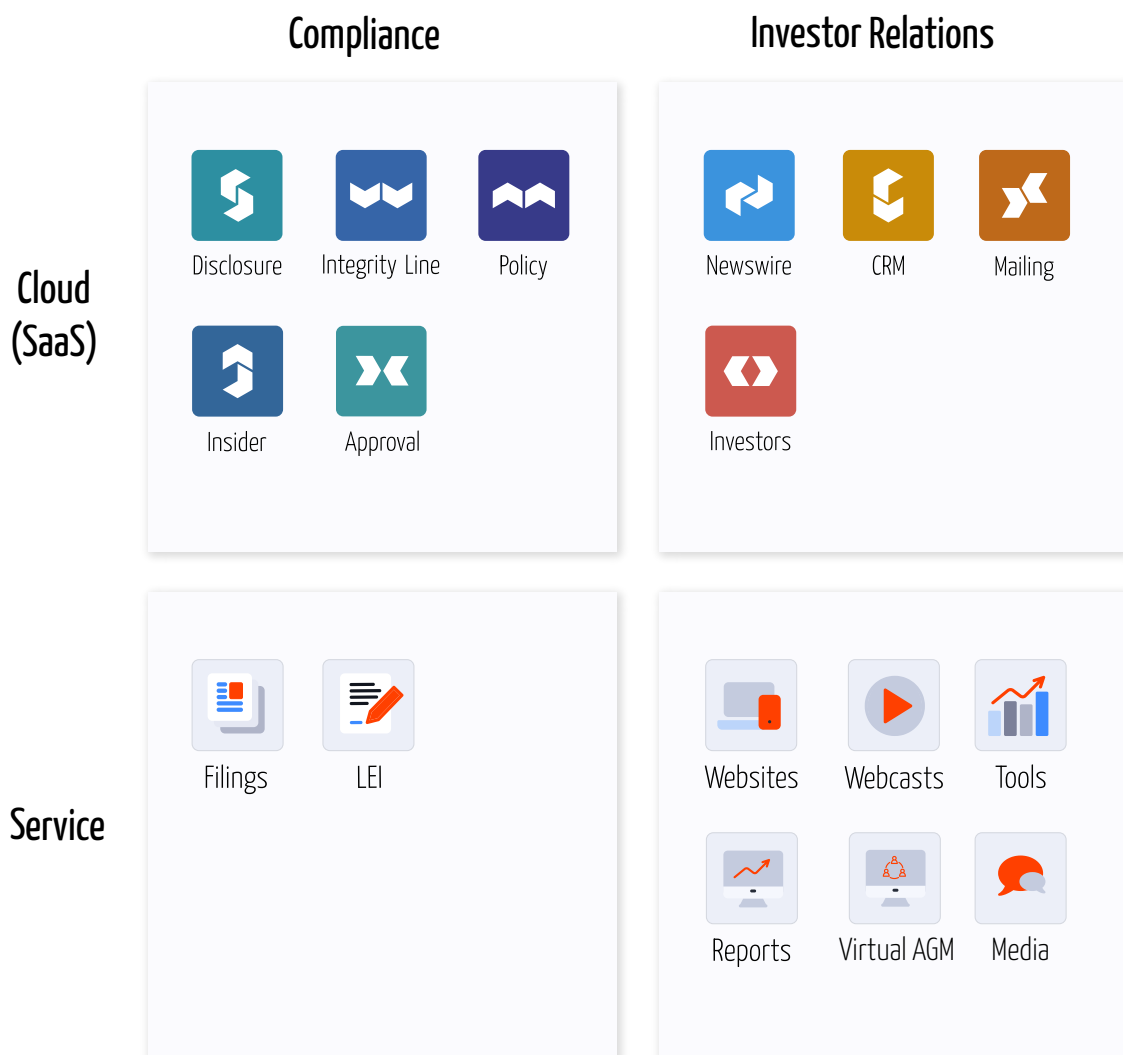 Compliance
Investor Relations
Cloud
(SaaS)
Disclosure
Integrity Line
Policy
Newswire
CRM
Mailing
Insider
Approval
Investors
Service
Filings
LEI
Websites
Webcasts
Tools
Reports
Virtual AGM
Media